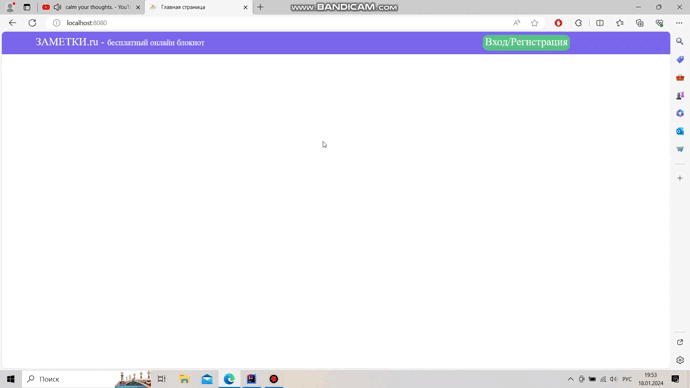 calm your thoughts. - YouT
Главная страница
WWW.BANDICAM.COM
localhost:8080
ЗАМЕТКИ.ru - бесплатный онлайн блокнот
Вход/Регистрация
Поиск
РУС
19:53
18.01.2024